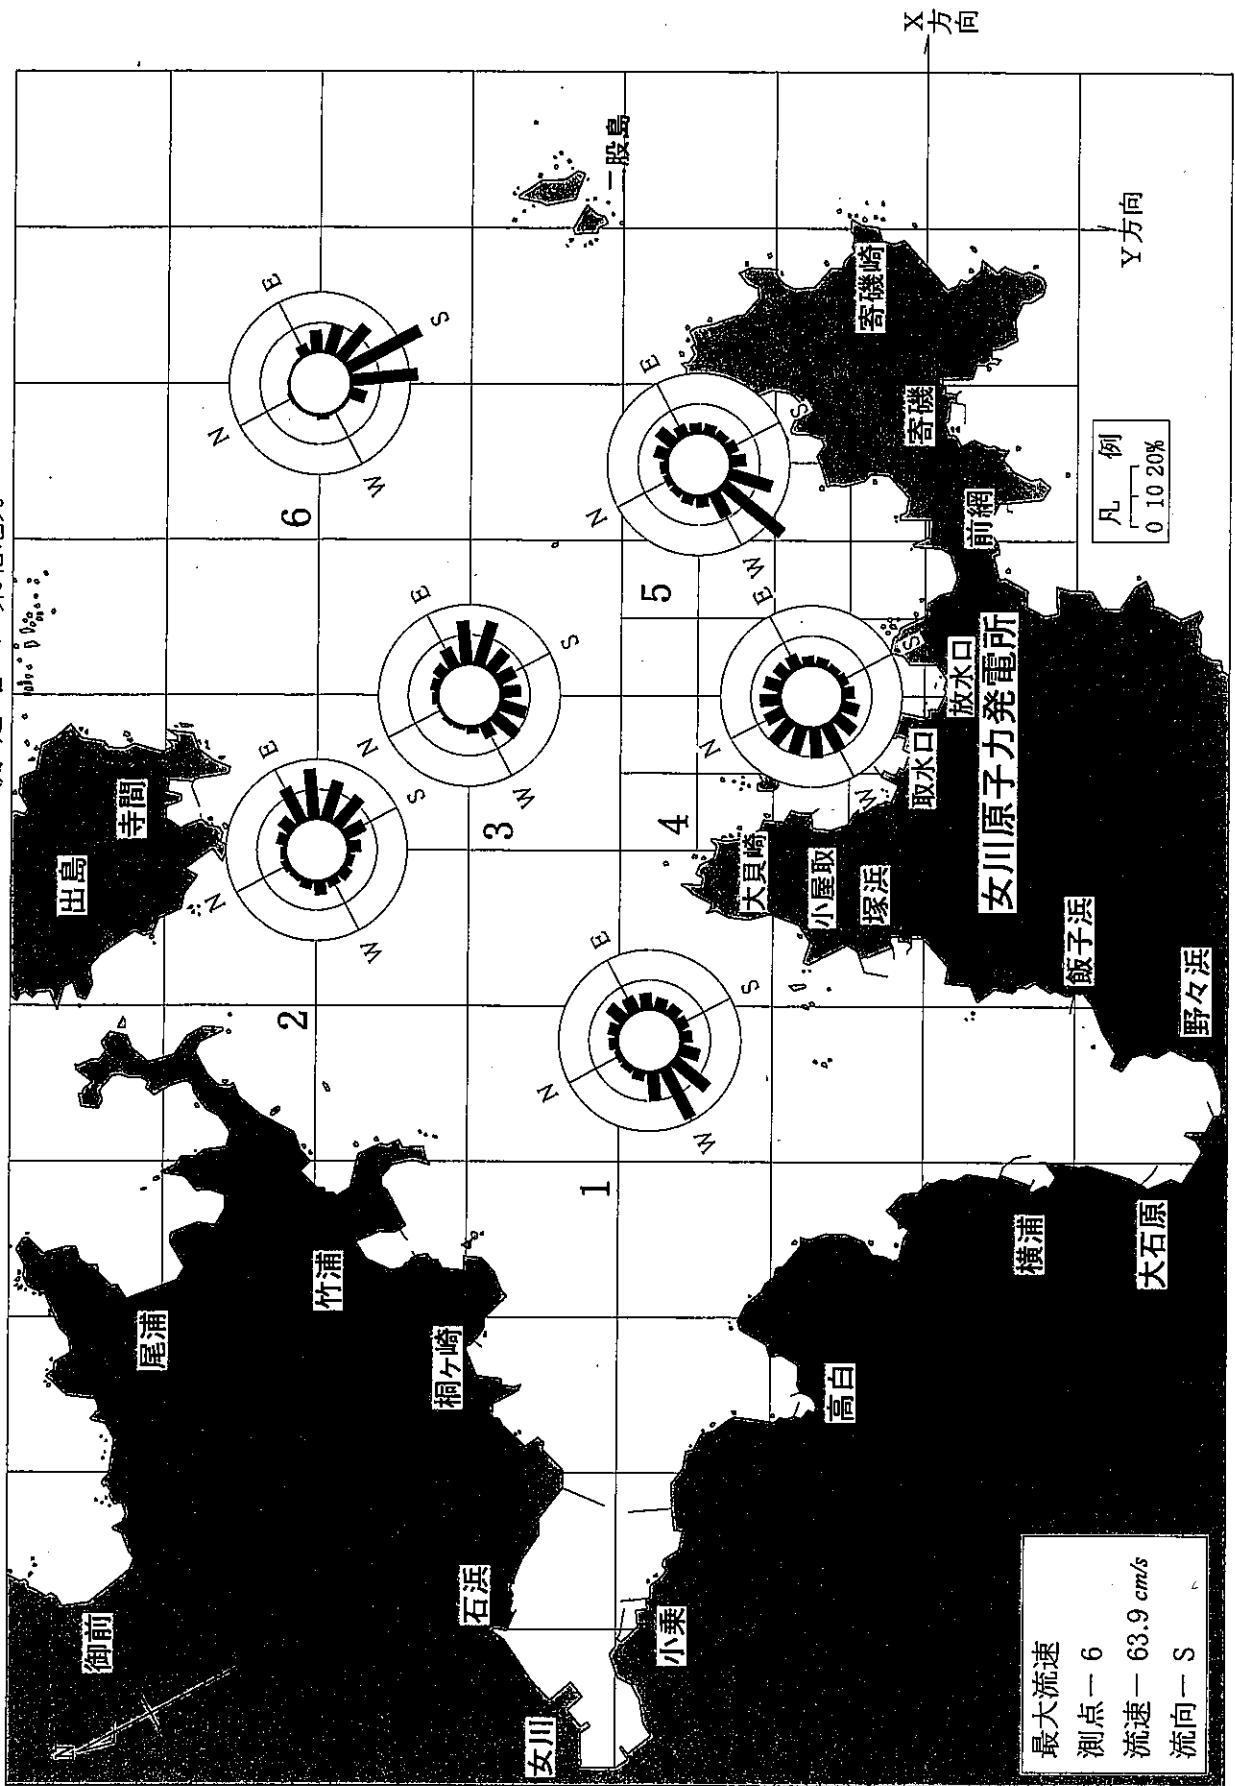 出島
寺間
尾浦
竹浦
御前
桐ケ崎
石浜
女川
小乗
高白
横浦
大石原
野々浜
飯子浜
塚浜
小屋取
大貝崎
取水口
放水口
女川原子力発電所
前網
寄磯
寄磯崎
二股島
N
1
N
E
S
W
2
N
E
S
W
3
N
E
S
W
4
N
E
S
W
5
N
E
S
W
6
N
E
S
W
X方向
Y方向
凡 例
0 10 20%
最大流速
測点－6
流速－63.9 cm/s
流向－S